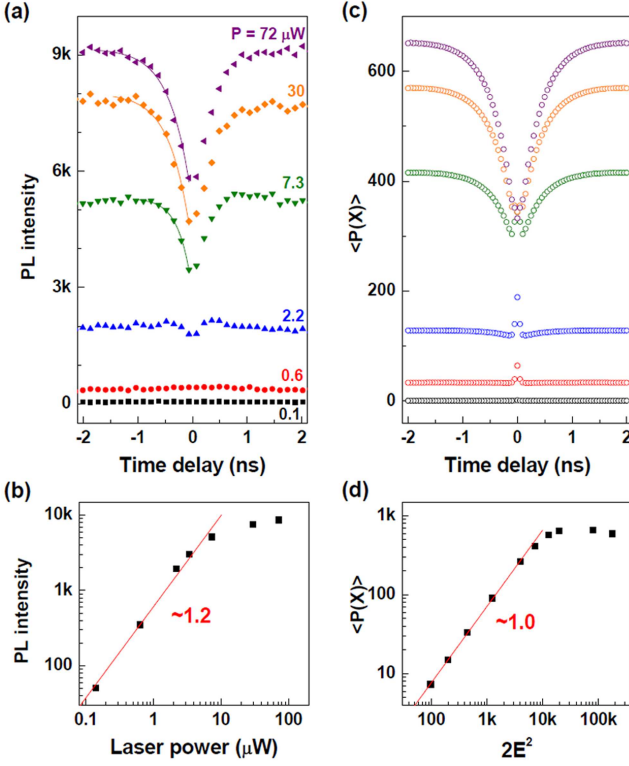 (a)
P = 72 μW
30
7.3
2.2
0.6
0.1
9k
6k
3k
0
PL intensity
-2 -1 0 1 2
Time delay (ns)
(c)
600
400
200
0
<P(X)>
-2 -1 0 1 2
Time delay (ns)
(b)
10k
1k
100
PL intensity
~1.2
0.1 1 10 100
Laser power (μW)
(d)
1k
100
10
<P(X)>
~1.0
100 1k 10k 100k
2E²